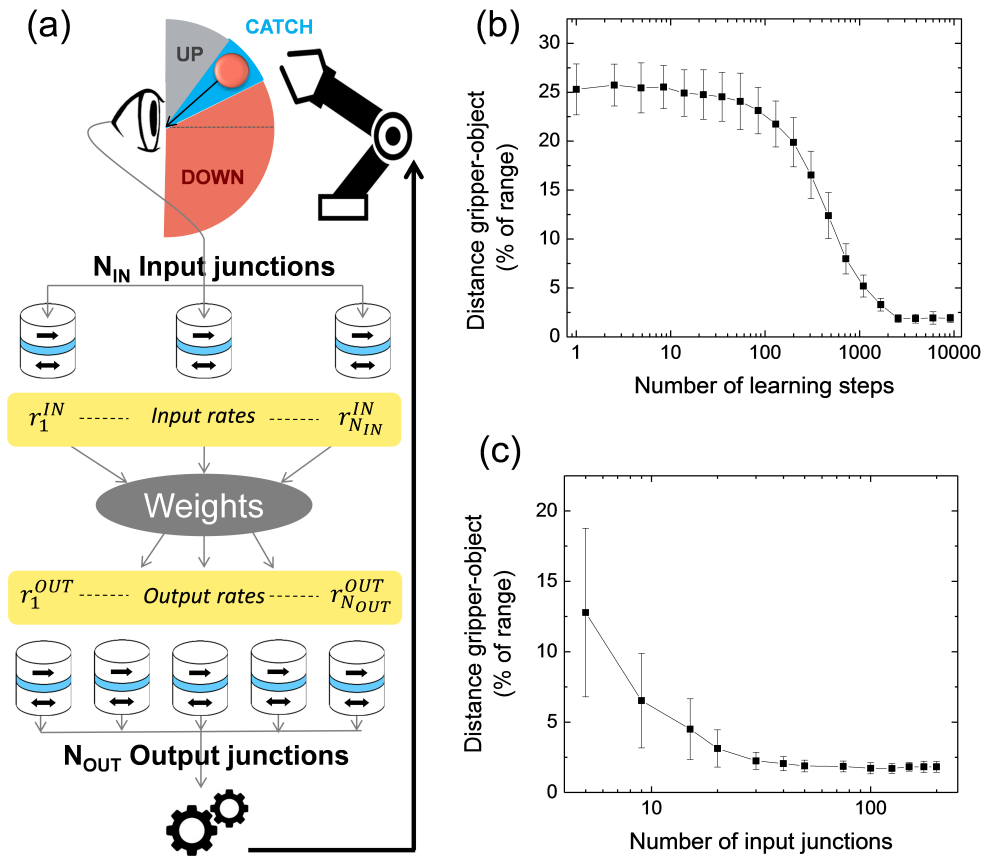 (a)
CATCH
UP
DOWN
N_IN Input junctions
r_1^IN ------- Input rates ------- r_N_IN^IN
Weights
r_1^OUT ------- Output rates ------- r_N_OUT^OUT
N_OUT Output junctions
(b)
Distance gripper-object
(% of range)
30
25
20
15
10
5
0
1 10 100 1000 10000
Number of learning steps
(c)
Distance gripper-object
(% of range)
20
15
10
5
0
10 100
Number of input junctions